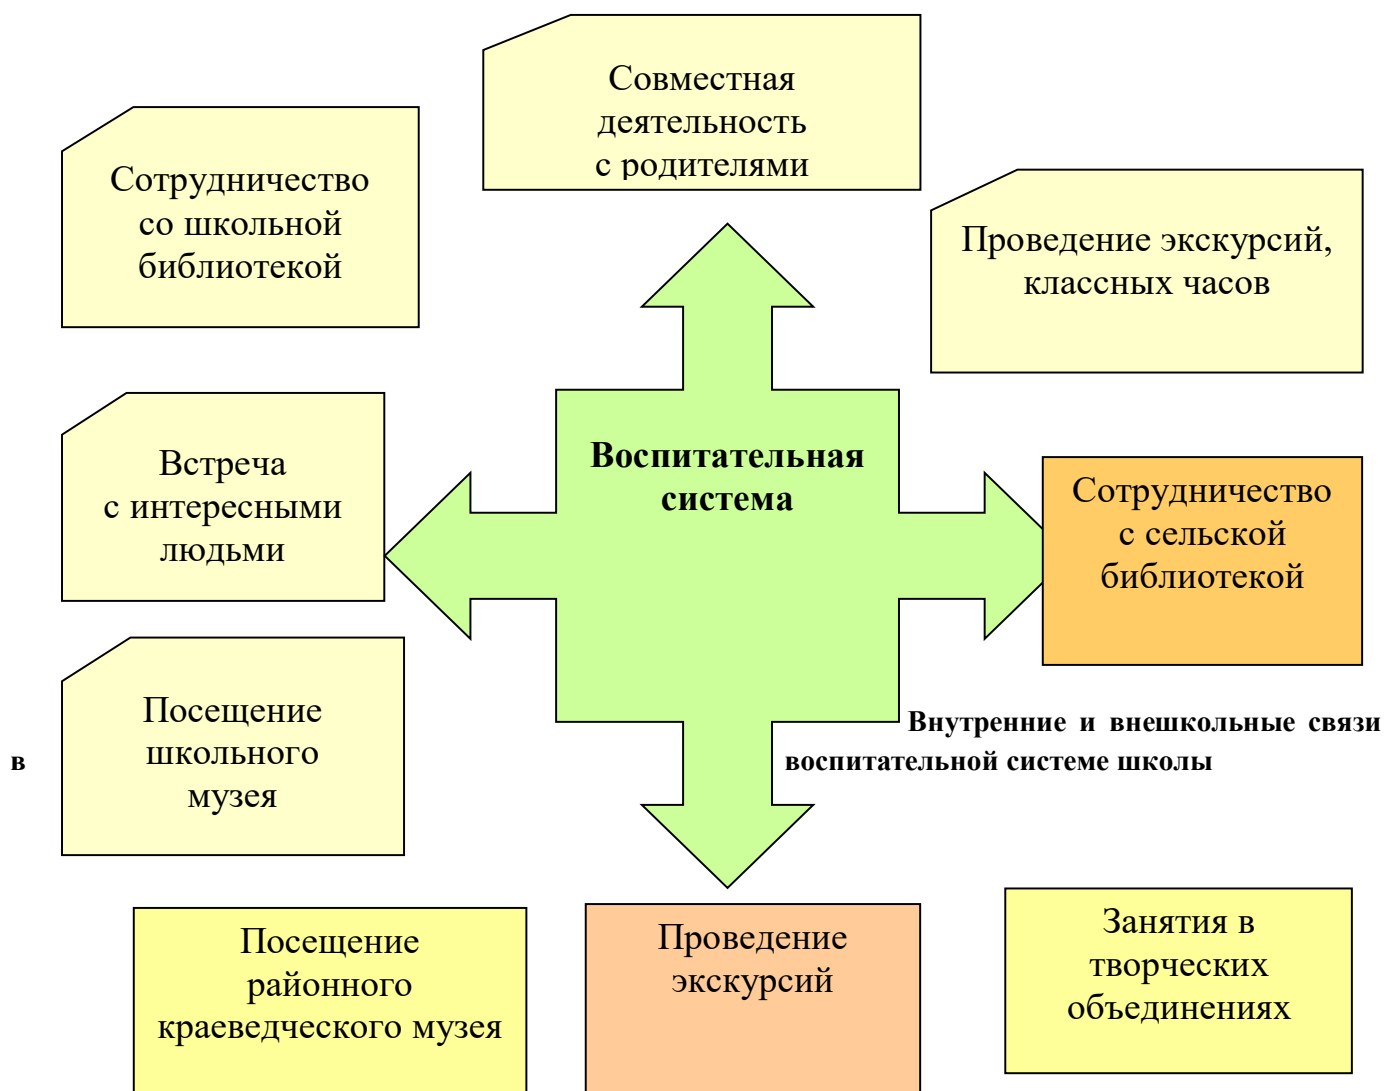 Совместная
деятельность
с родителями
Сотрудничество
со школьной
библиотекой
Проведение экскурсий,
классных часов
Встреча
с интересными
людьми
Воспитательная
система
Сотрудничество
с сельской
библиотекой
Посещение
школьного
музея
Внутренние и внешкольные связи
в воспитательной системе школы
Посещение
районного
краеведческого музея
Проведение
экскурсий
Занятия в
творческих
объединениях